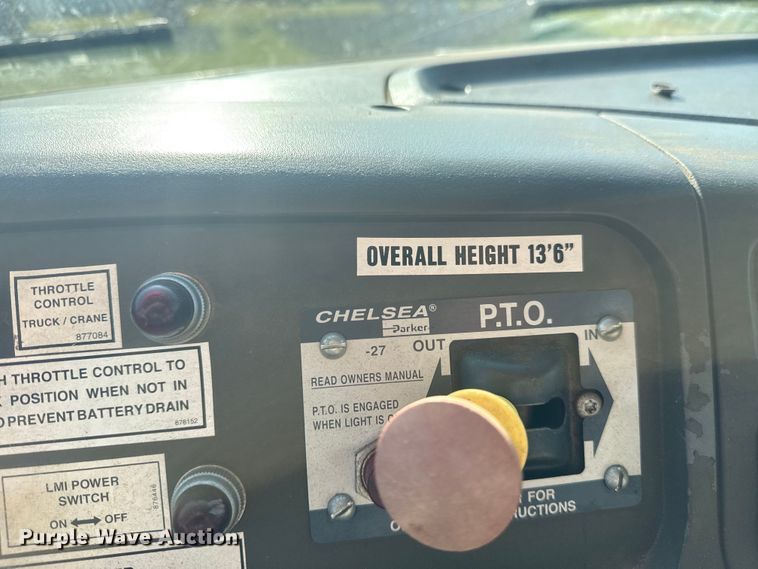 OVERALL HEIGHT 13'6"
THROTTLE
CONTROL
TRUCK / CRANE
877084
THROTTLE CONTROL TO
POSITION WHEN NOT IN
PREVENT BATTERY DRAIN
878152
LMI POWER
SWITCH
ON OFF
876416
CHELSEA® P.T.O.
Parker
-27 OUT IN
READ OWNERS MANUAL
P.T.O. IS ENGAGED
WHEN LIGHT IS
FOR
Purple Wave Auction